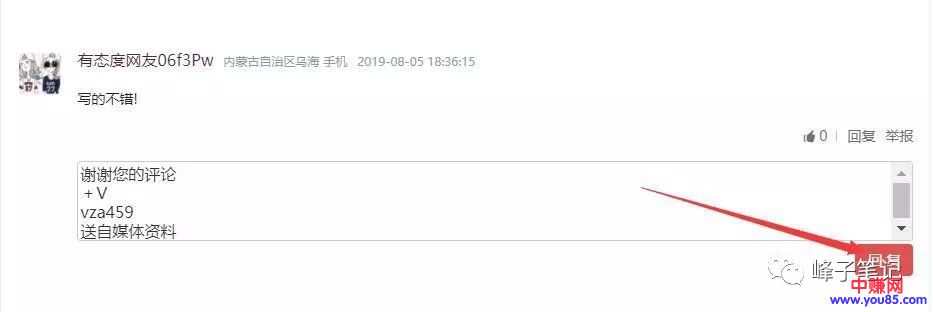 有态度网友06f3Pw 内蒙古自治区乌海 手机 2019-08-05 18:36:15
写的不错!
0 回复 举报
谢谢您的评论
+V
vza459
送自媒体资料
回复
峰子笔记
中赚网
www.you85.com